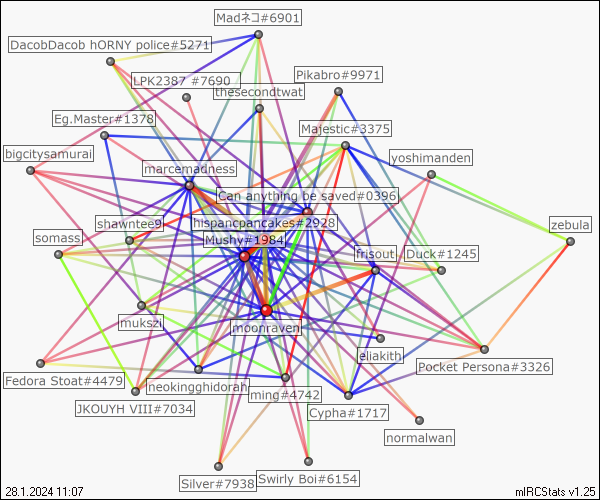 Madネコ#6901
DacobDacob hORNY police#5271
LPK2387 #7690
Pikabro#9971
thesecondtwat
Eg.Master#1378
Majestic#3375
bigcitysamurai
yoshimanden
marcemadness
Can anything be saved#0396
shawntee9
hispancpancakes#2928
zebula
somass
Mushy#1984
frisout
Duck#1245
mukszi
moonraven
eliakith
Pocket Persona#3326
Fedora Stoat#4479
neokingghidorah
ming#4742
JKOUYH VIII#7034
Cypha#1717
normalwan
Silver#7938
Swirly Boi#6154
28.1.2024 11:07
mIRCStats v1.25